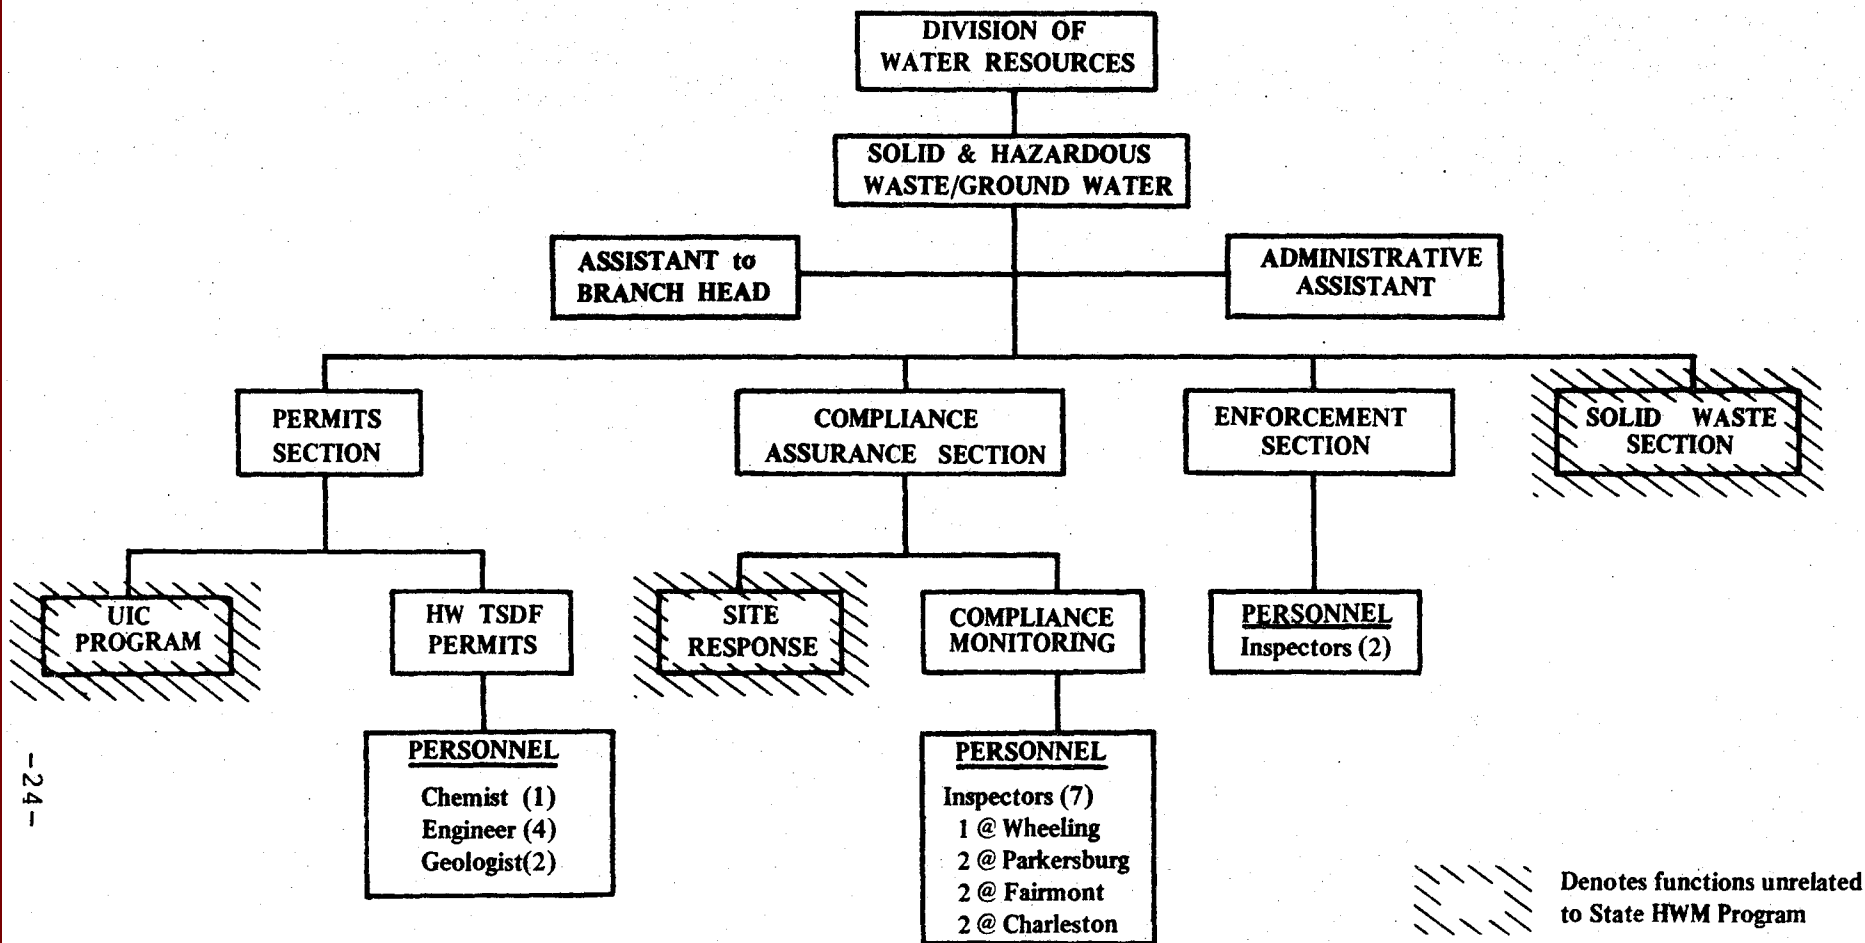 DIVISION OF
WATER RESOURCES
SOLID & HAZARDOUS
WASTE/GROUND WATER
ASSISTANT to
BRANCH HEAD
ADMINISTRATIVE
ASSISTANT
PERMITS
SECTION
COMPLIANCE
ASSURANCE SECTION
ENFORCEMENT
SECTION
SOLID WASTE
SECTION
UIC
PROGRAM
HW TSDF
PERMITS
SITE
RESPONSE
COMPLIANCE
MONITORING
PERSONNEL
Inspectors (2)
PERSONNEL
Chemist (1)
Engineer (4)
Geologist(2)
PERSONNEL
Inspectors (7)
1 @ Wheeling
2 @ Parkersburg
2 @ Fairmont
2 @ Charleston
Denotes functions unrelated
to State HWM Program
-24-